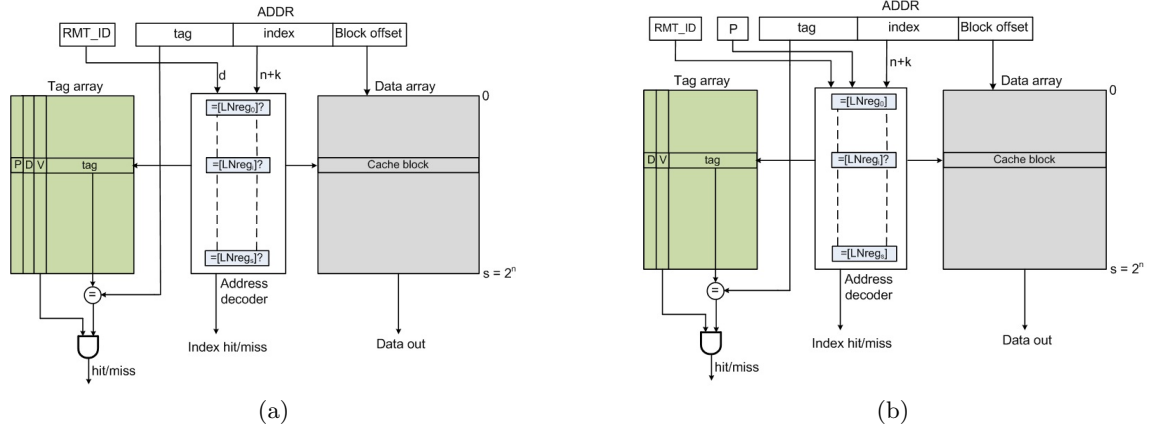 ADDR
RMT_ID
tag
index
Block offset
d
n+k
Tag array
Data array
0
=[LNreg₀]?
P D V
tag
=[LNregᵢ]?
Cache block
=[LNregₛ]?
s = 2ⁿ
=
Address
decoder
Index hit/miss
Data out
hit/miss
(a)
ADDR
RMT_ID
P
tag
index
Block offset
n+k
Tag array
Data array
0
=[LNreg₀]
D V
tag
=[LNregᵢ]
Cache block
=[LNregₛ]
s = 2ⁿ
=
Address
decoder
Index hit/miss
Data out
hit/miss
(b)